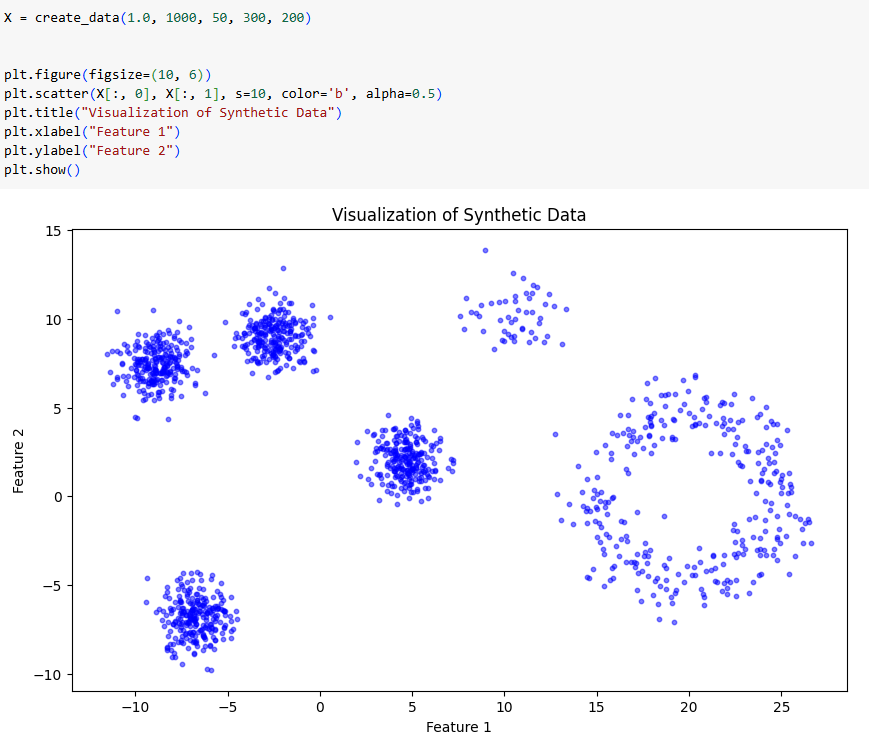 X = create_data(1.0, 1000, 50, 300, 200)
plt.figure(figsize=(10, 6))
plt.scatter(X[:, 0], X[:, 1], s=10, color='b', alpha=0.5)
plt.title("Visualization of Synthetic Data")
plt.xlabel("Feature 1")
plt.ylabel("Feature 2")
plt.show()
Visualization of Synthetic Data
15
10
5
0
−5
−10
Feature 2
−10 −5 0 5 10 15 20 25
Feature 1